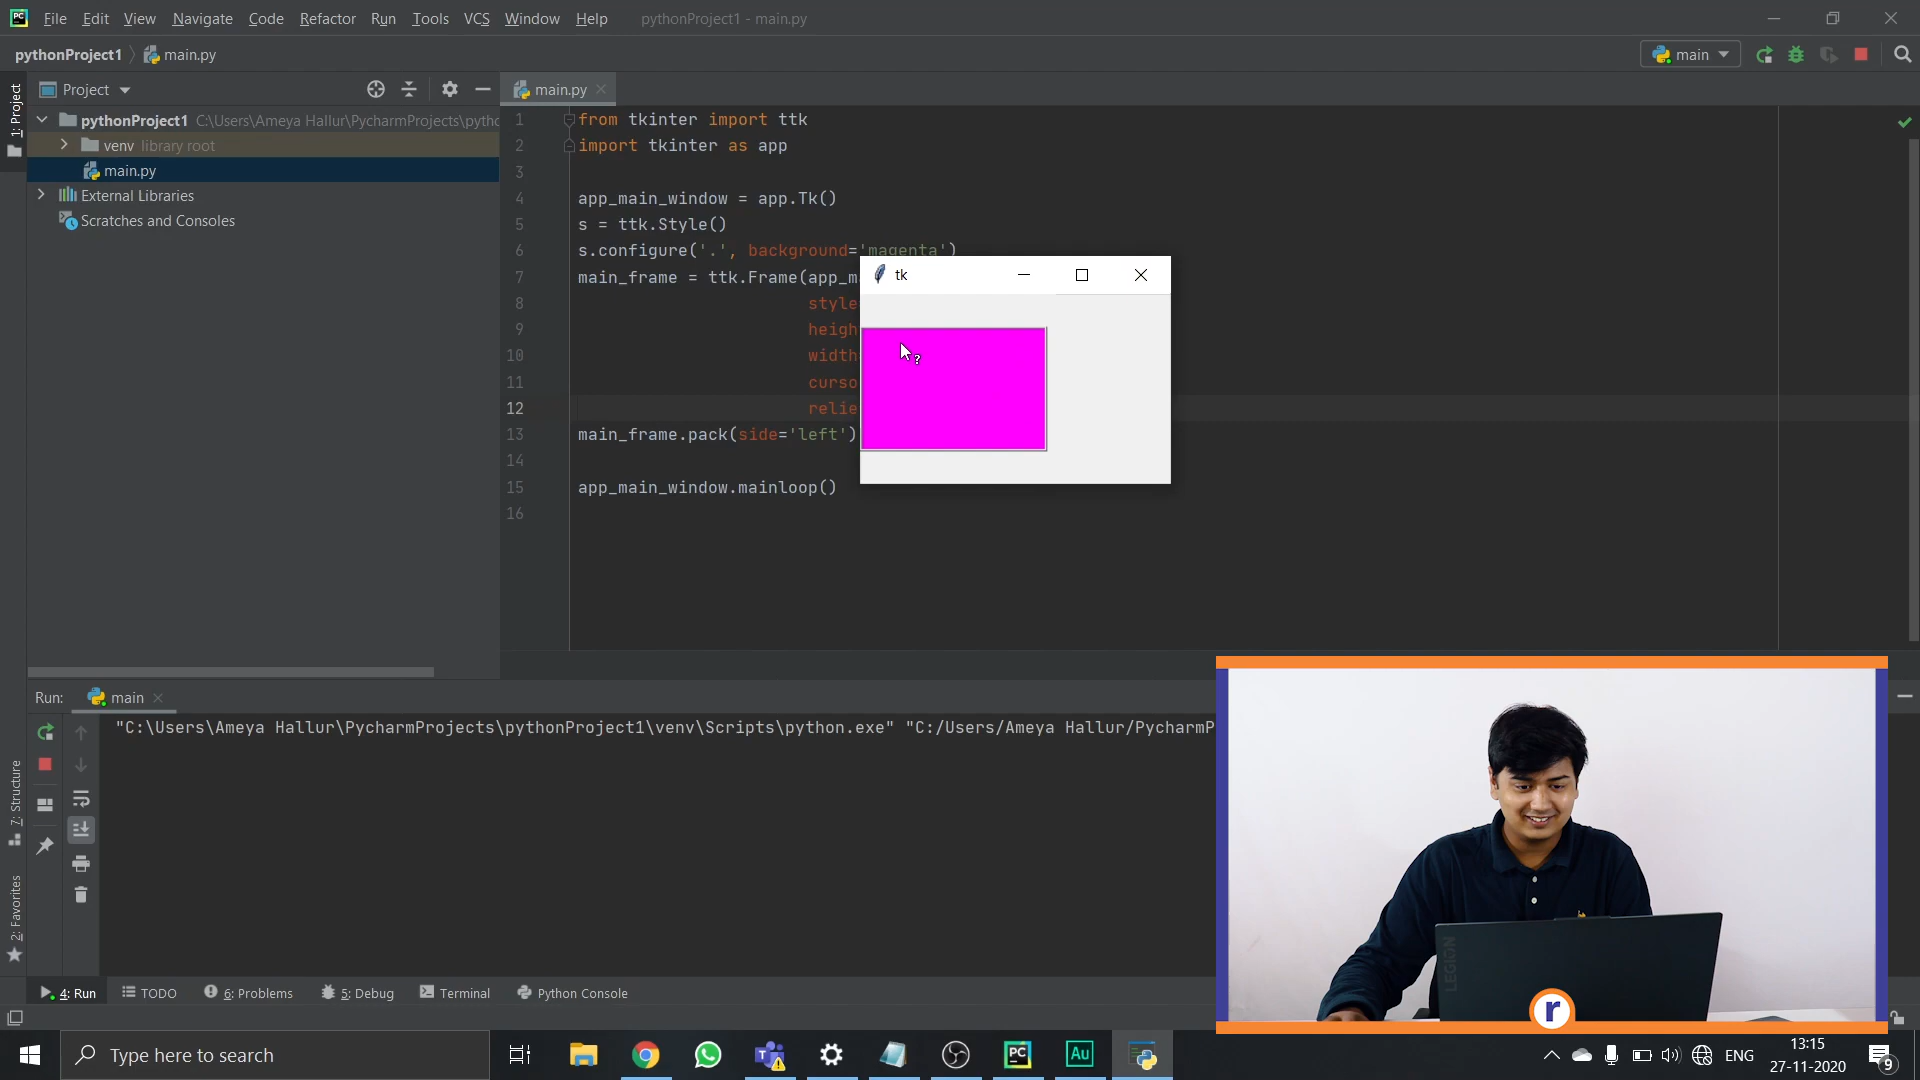 File Edit View Navigate Code Refactor Run Tools VCS Window Help pythonProject1 - main.py
pythonProject1 main.py main
1: Project
Project
main.py
pythonProject1 C:\Users\Ameya Hallur\PycharmProjects\pytho
venv library root
main.py
External Libraries
Scratches and Consoles
1 from tkinter import ttk
2 import tkinter as app
3
4 app_main_window = app.Tk()
5 s = ttk.Style()
6 s.configure('.', background='magenta')
7 main_frame = ttk.Frame(app_m
8 style
9 heigh
10 width
11 curso
12 relie
13 main_frame.pack(side='left')
14
15 app_main_window.mainloop()
16
tk
?
Run: main
"C:\Users\Ameya Hallur\PycharmProjects\pythonProject1\venv\Scripts\python.exe" "C:/Users/Ameya Hallur/PycharmP
7: Structure
2: Favorites
LEGION
r
4: Run TODO 6: Problems 5: Debug Terminal Python Console
Type here to search
PC
Au
ENG
13:15
27-11-2020
9